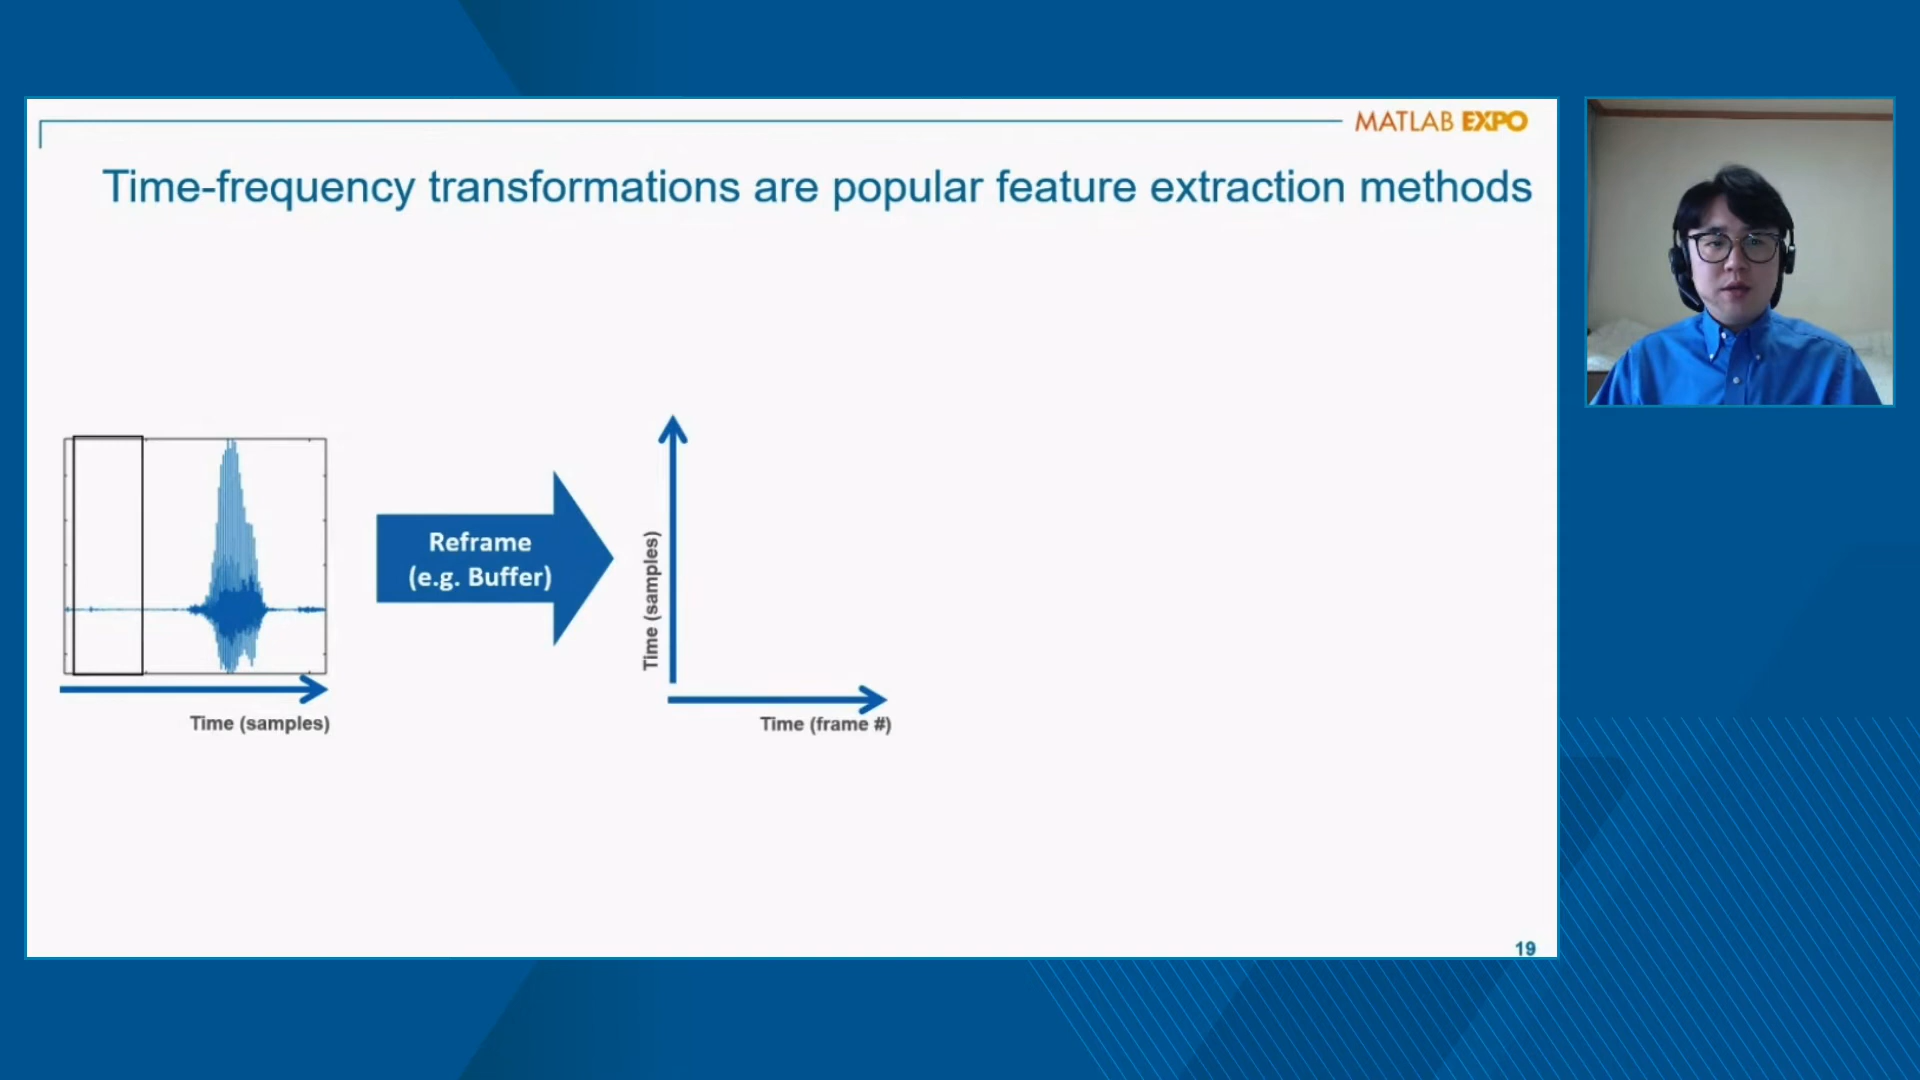 MATLAB EXPO
Time-frequency transformations are popular feature extraction methods
Reframe
(e.g. Buffer)
Time (samples)
Time (samples)
Time (frame #)
19